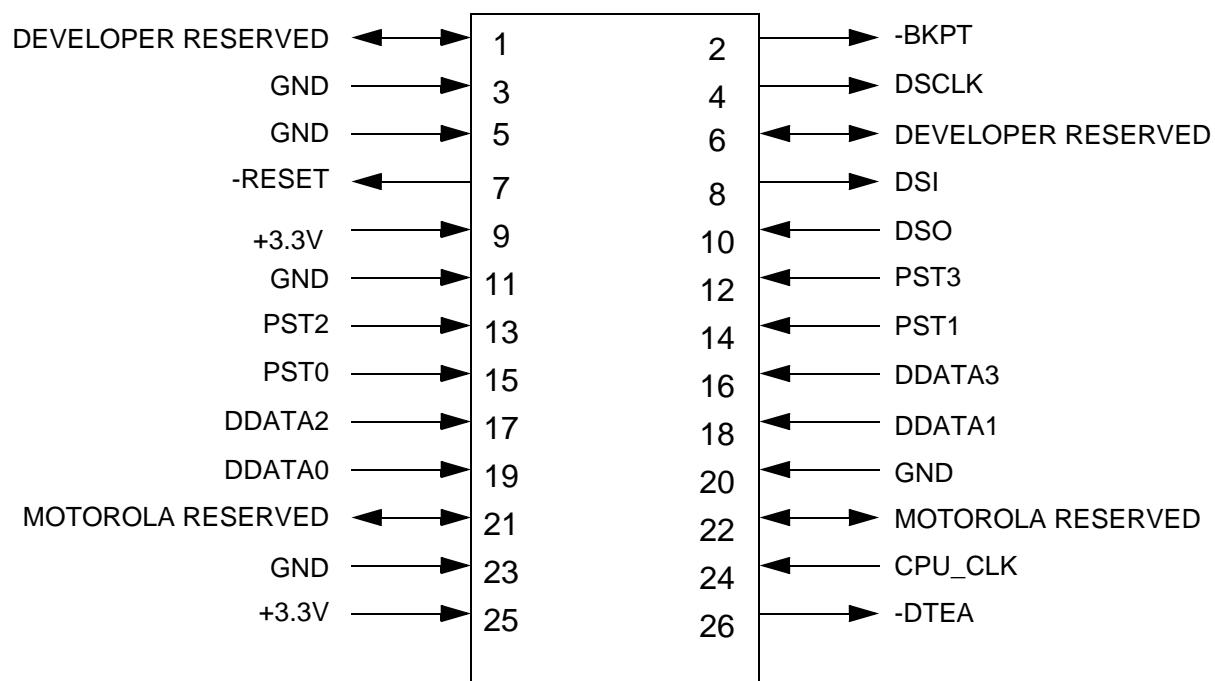 DEVELOPER RESERVED 1 2 -BKPT
GND 3 4 DSCLK
GND 5 6 DEVELOPER RESERVED
-RESET 7 8 DSI
+3.3V 9 10 DSO
GND 11 12 PST3
PST2 13 14 PST1
PST0 15 16 DDATA3
DDATA2 17 18 DDATA1
DDATA0 19 20 GND
MOTOROLA RESERVED 21 22 MOTOROLA RESERVED
GND 23 24 CPU_CLK
+3.3V 25 26 -DTEA